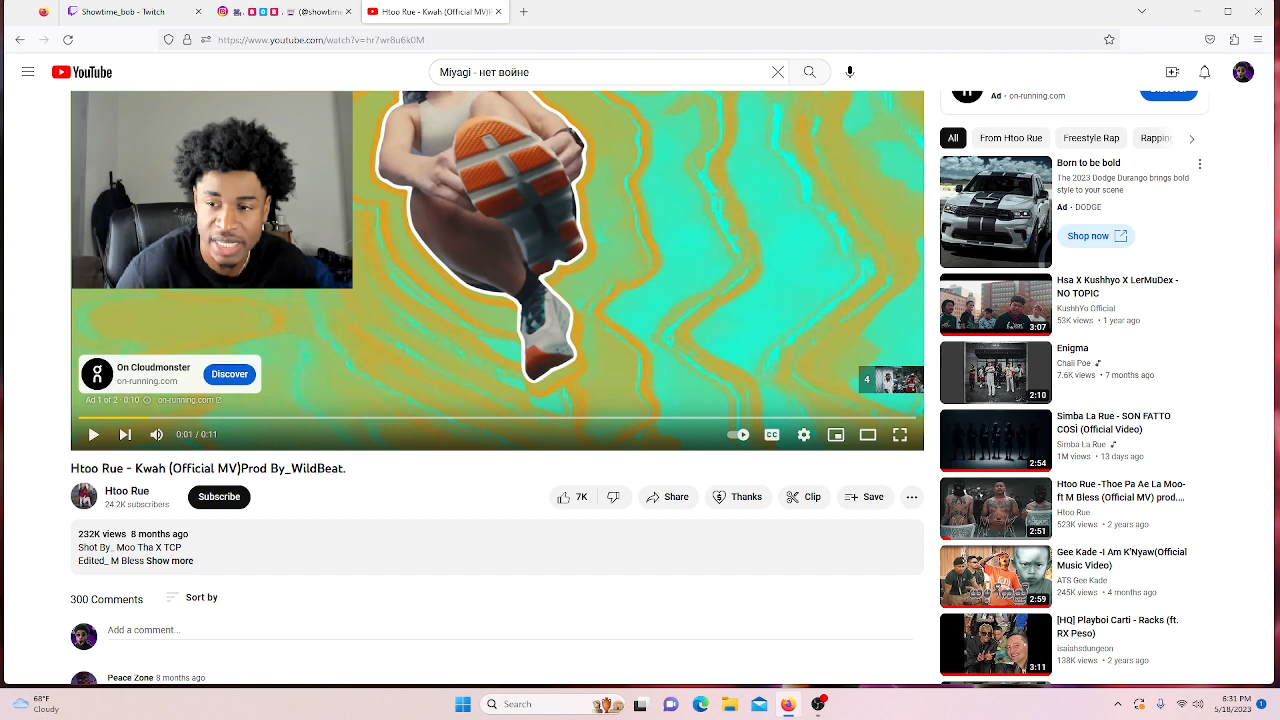 Showtime_bob - Twitch
(@showtime
Htoo Rue - Kwah (Official MV)P
https://www.youtube.com/watch?v=hr7wr8u6k0M
YouTube
Miyagi - нет войне
Ad • on-running.com
All
From Htoo Rue
Freestyle Rap
Rapping
Born to be bold
The 2023 Dodge Durango brings bold
style to your scene
Ad • DODGE
Shop now
Hsa X Kushhyo X LerMuDex -
NO TOPIC
KushhYo Official
53K views • 1 year ago
3:07
Enigma
Chali Poe
7.6K views • 7 months ago
2:10
Simba La Rue - SON FATTO
COSÌ (Official Video)
Simba La Rue
1M views • 13 days ago
2:54
Htoo Rue -Thoe Pa Ae La Moo-
ft M Bless (Official MV) prod....
Htoo Rue
523K views • 2 years ago
2:51
Gee Kade -I Am K'Nyaw(Official
Music Video)
ATS Gee Kade
245K views • 4 months ago
2:59
[HQ] Playboi Carti - Racks (ft.
RX Peso)
isaiahsdungeon
138K views • 2 years ago
3:11
On Cloudmonster
on-running.com
Discover
Ad 1 of 2 · 0:10
on-running.com
4
0:01 / 0:11
CC
Htoo Rue - Kwah (Official MV)Prod By_WildBeat.
Htoo Rue
24.2K subscribers
Subscribe
7K
Share
Thanks
Clip
Save
232K views 8 months ago
Shot By_ Moo Tha X TOP
Edited_ M Bless Show more
300 Comments
Sort by
Add a comment...
Peace Zone 8 months ago
68°F
Cloudy
Search
6:31 PM
5/18/2023
1